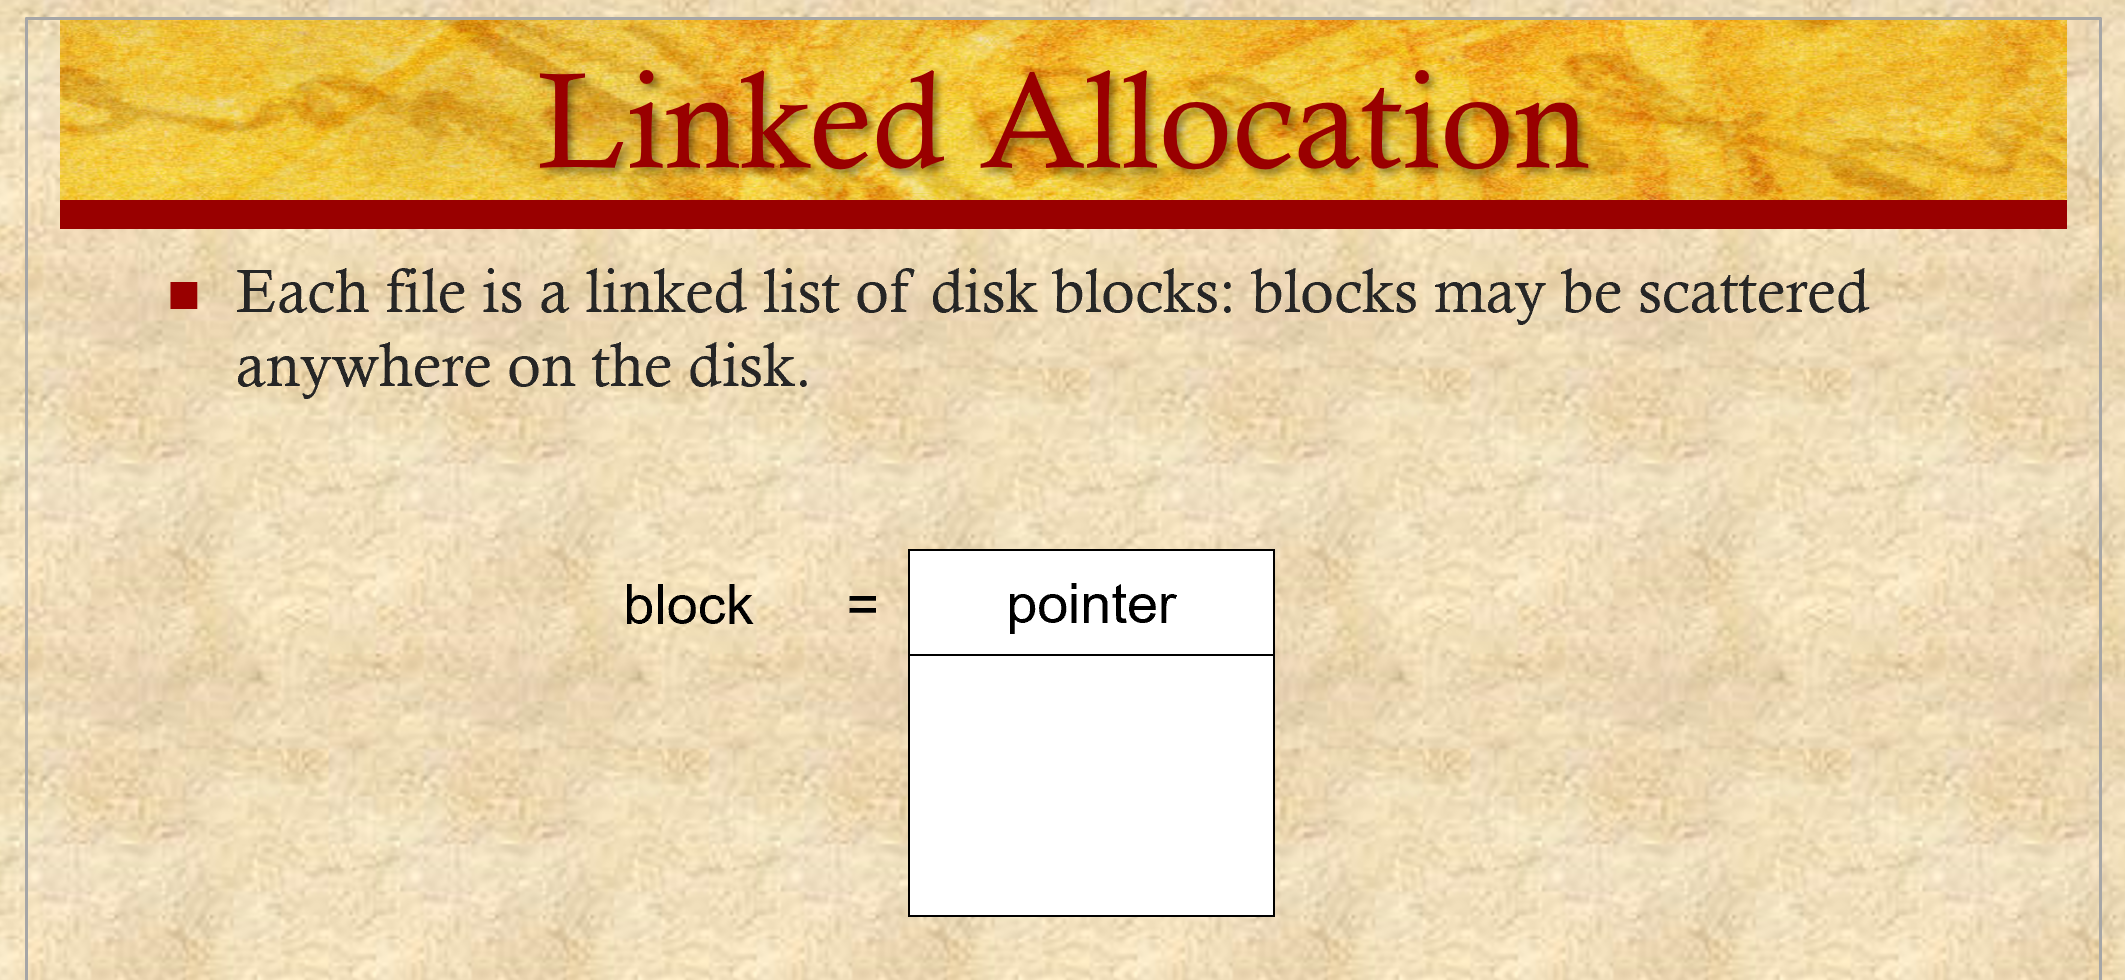 Linked Allocation
Each file is a linked list of disk blocks: blocks may be scattered
anywhere on the disk.
block = pointer